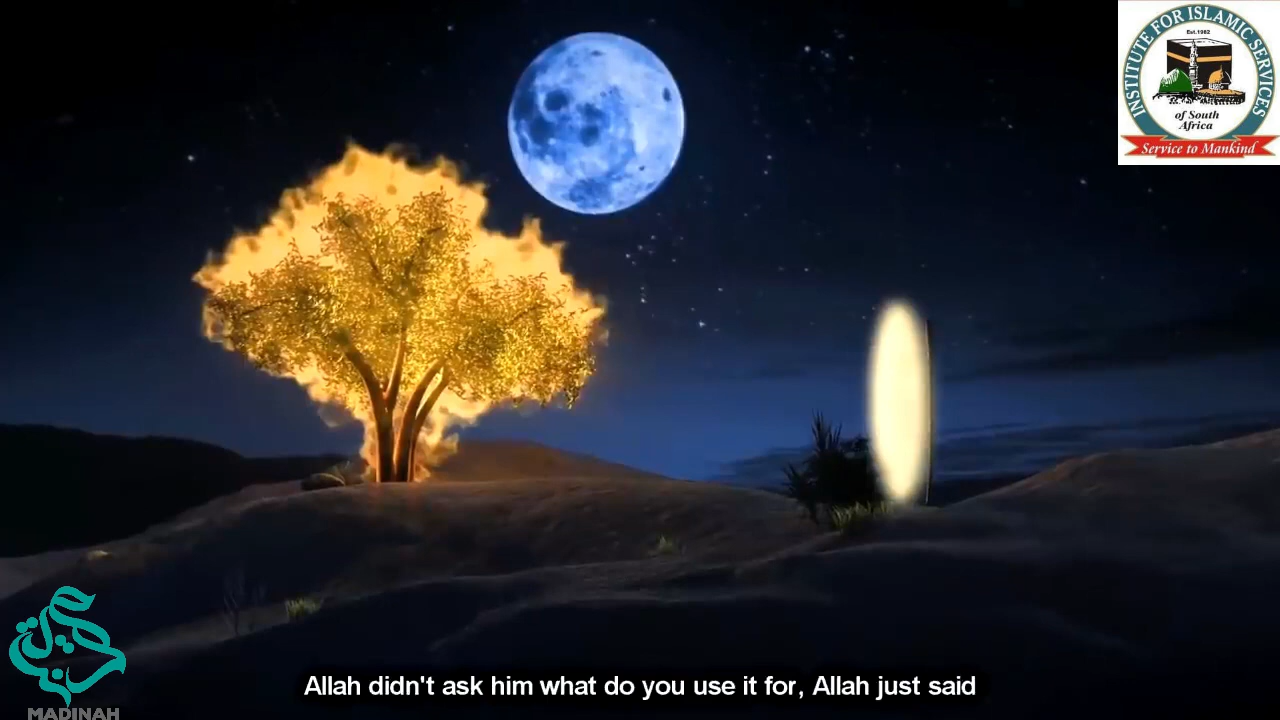 INSTITUTE FOR ISLAMIC SERVICES
Est.1982
of South
Africa
Service to Mankind
MADINAH
Allah didn't ask him what do you use it for, Allah just said